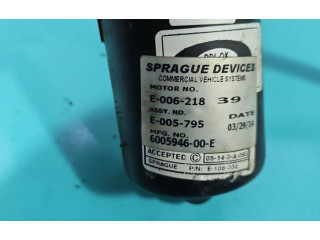 SPRAGUE DEVICES
COMMERCIAL VEHICLE SYSTEMS
MOTOR NO.
E-006-218 39
ASSY. NO.
E-005-795 DATE
MFG. NO. 03/29/14
6005946-00-E
ACCEPTED C
SPRAGUE P/N: